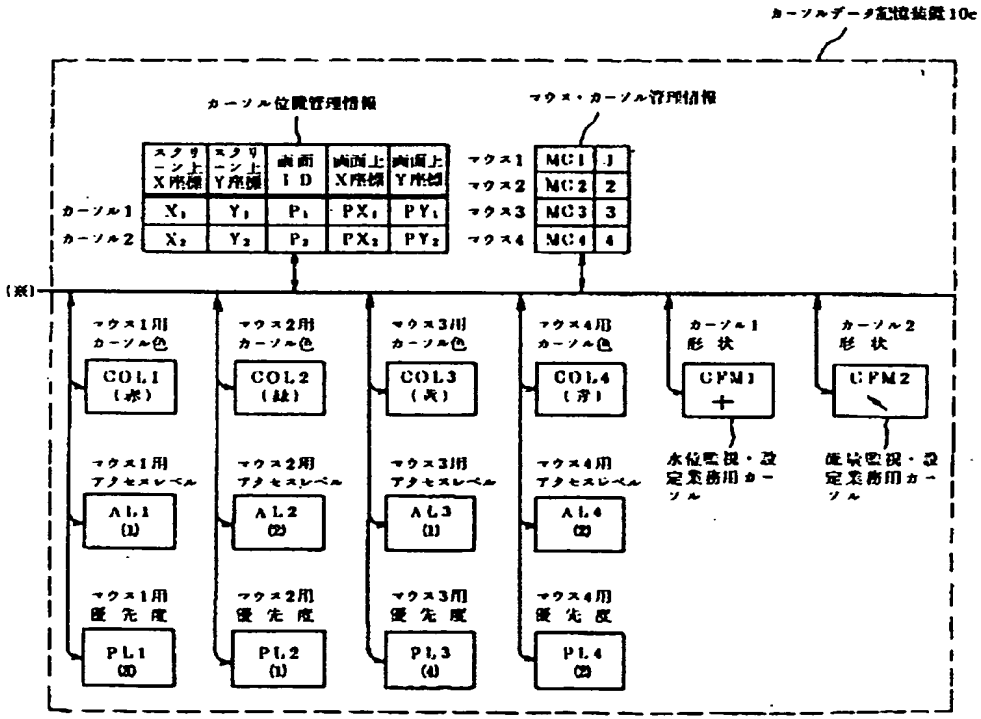 カーソルデータ記憶装置10c
カーソル位置管理情報
マウス・カーソル管理情報
スクリーン上X座標 スクリーン上Y座標 画面ID 画面上X座標 画面上Y座標
カーソル1 X₁ Y₁ P₁ PX₁ PY₁
カーソル2 X₂ Y₂ P₂ PX₂ PY₂
マウス1 MC1 1
マウス2 MC2 2
マウス3 MC3 3
マウス4 MC4 4
(※)
マウス1用 マウス2用 マウス3用 マウス4用 カーソル1 カーソル2
カーソル色 カーソル色 カーソル色 カーソル色 形状 形状
COL1 COL2 COL3 COL4 CFM1 CFM2
(赤) (緑) (黄) (青)
水位監視・設
定業務用カー
ソル
流量監視・設
定業務用カー
ソル
マウス1用 マウス2用 マウス3用 マウス4用
アクセスレベル アクセスレベル アクセスレベル アクセスレベル
AL1 AL2 AL3 AL4
(1) (2) (1) (2)
マウス1用 マウス2用 マウス3用 マウス4用
優先度 優先度 優先度 優先度
PL1 PL2 PL3 PL4
(3) (1) (4) (2)